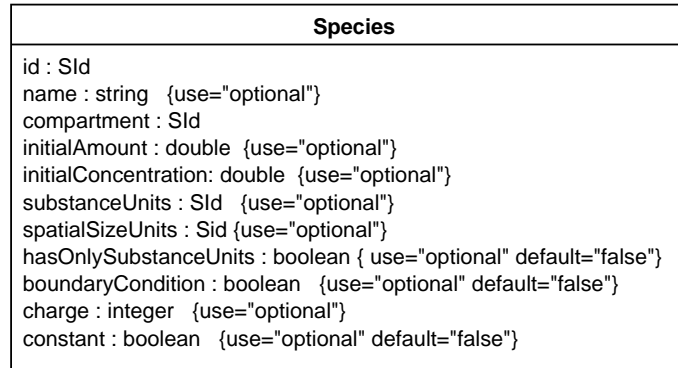 Species
id : SId
name : string {use="optional"}
compartment : SId
initialAmount : double {use="optional"}
initialConcentration: double {use="optional"}
substanceUnits : SId {use="optional"}
spatialSizeUnits : Sid {use="optional"}
hasOnlySubstanceUnits : boolean { use="optional" default="false"}
boundaryCondition : boolean {use="optional" default="false"}
charge : integer {use="optional"}
constant : boolean {use="optional" default="false"}